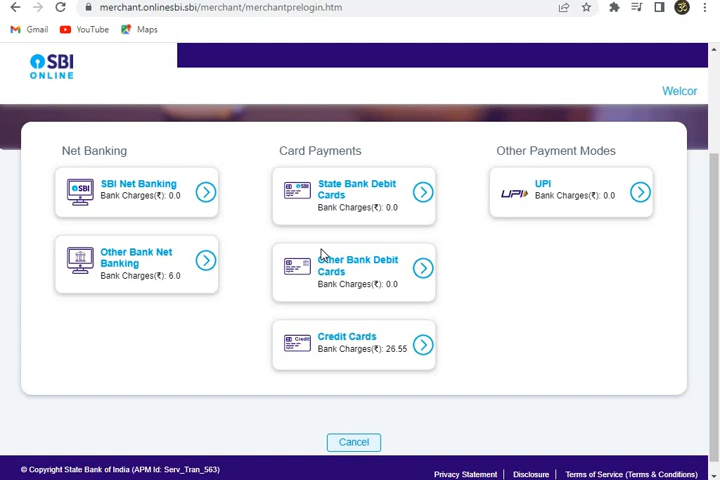 merchant.onlinesbi.sbi/merchant/merchantprelogin.htm
Gmail YouTube Maps
SBI
ONLINE
Welcor
Net Banking
SBI
SBI Net Banking
Bank Charges(₹): 0.0
Other Bank Net
Banking
Bank Charges(₹): 6.0
Card Payments
State Bank Debit
Cards
Bank Charges(₹): 0.0
Other Bank Debit
Cards
Bank Charges(₹): 0.0
Credit
Credit Cards
Bank Charges(₹): 26.55
Other Payment Modes
UPI
UPI
Bank Charges(₹): 0.0
Cancel
© Copyright State Bank of India (APM Id: Serv_Tran_563)
Privacy Statement Disclosure Terms of Service (Terms & Conditions)